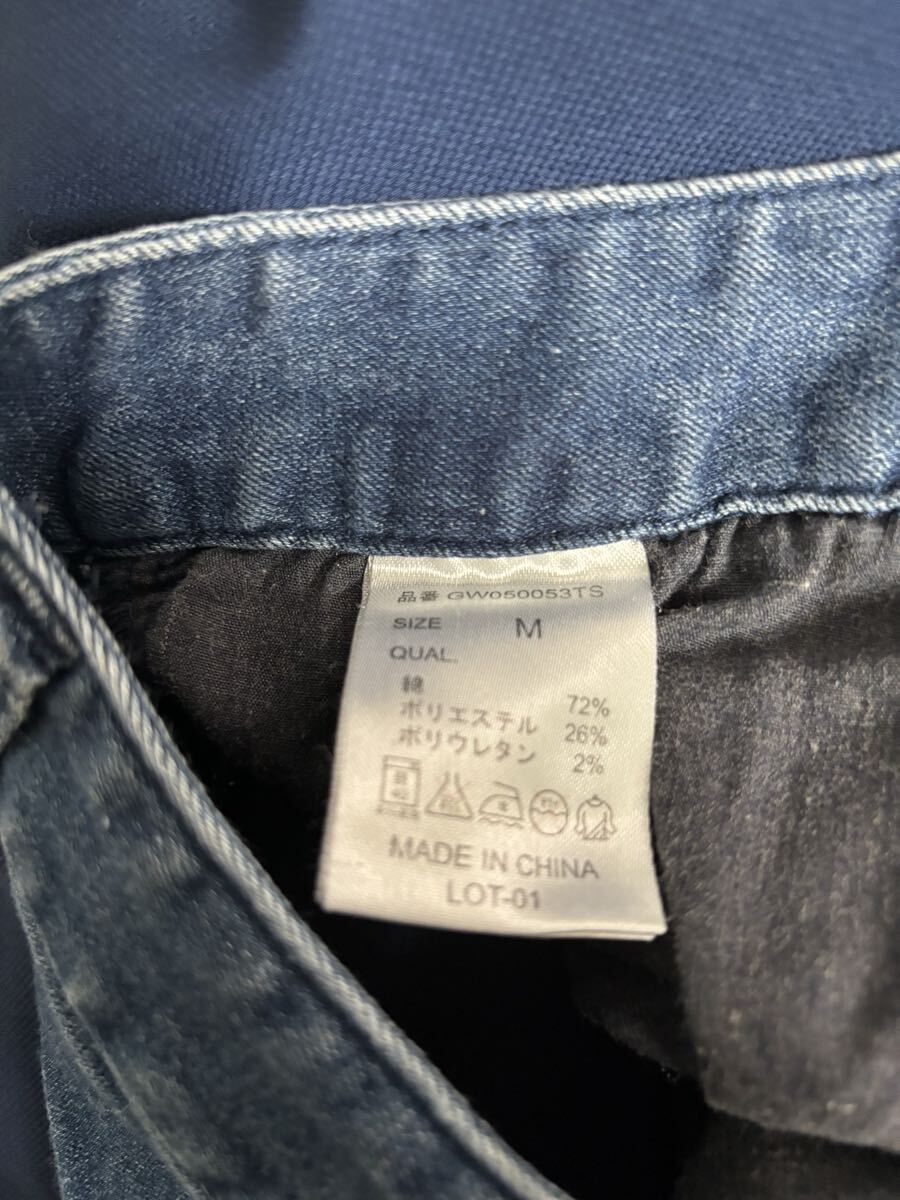 品番 GW050053TS
SIZE M
QUAL.
綿 72%
ポリエステル 26%
ポリウレタン 2%
MADE IN CHINA
LOT-01